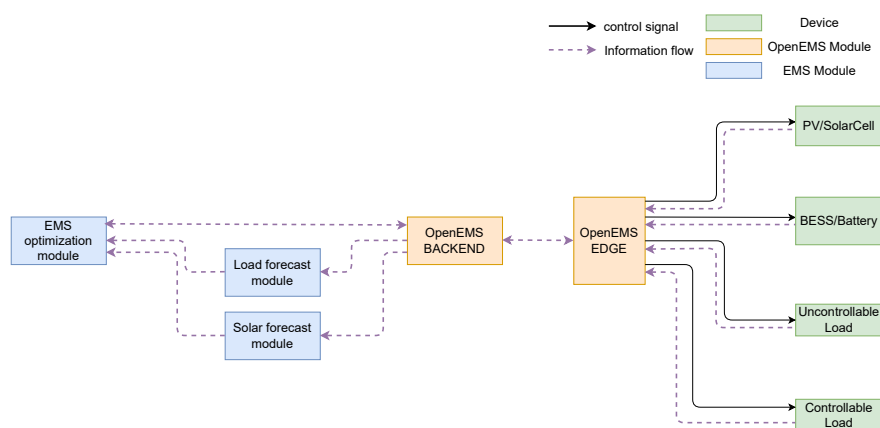 control signal
Information flow
Device
OpenEMS Module
EMS Module
PV/SolarCell
EMS
optimization
module
OpenEMS
BACKEND
OpenEMS
EDGE
BESS/Battery
Load forecast
module
Solar forecast
module
Uncontrollable
Load
Controllable
Load